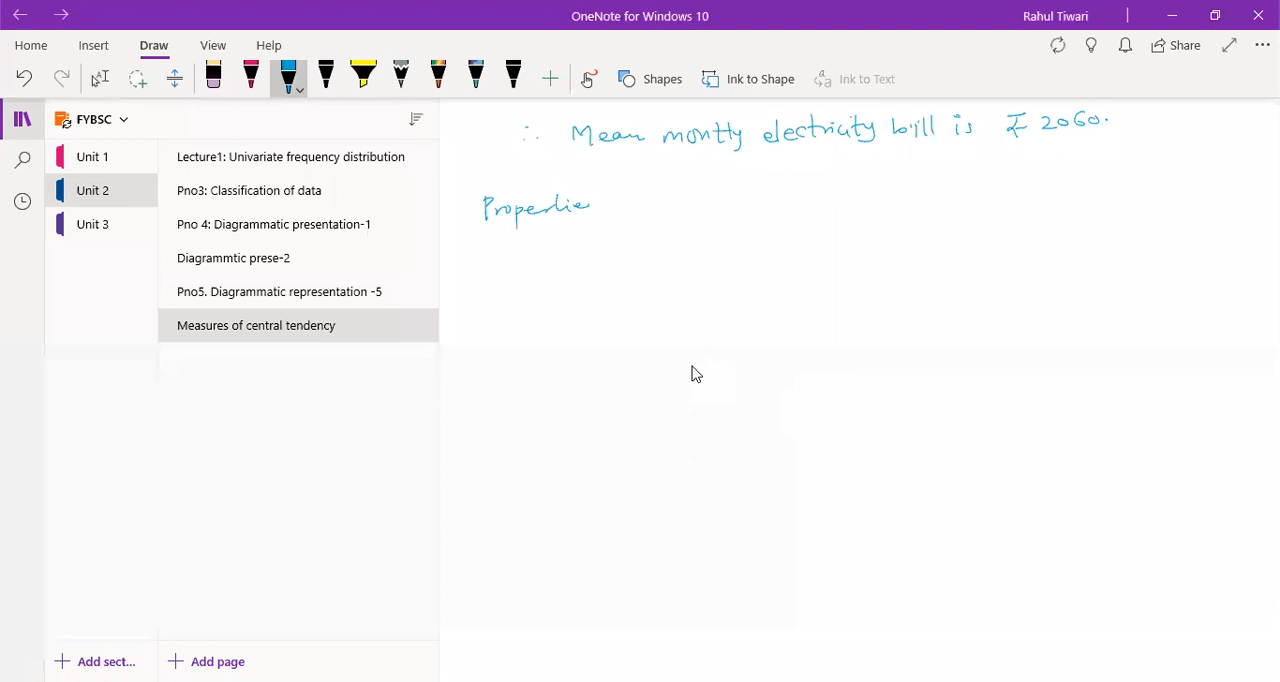 OneNote for Windows 10
Rahul Tiwari
Home Insert Draw View Help
Share
Shapes Ink to Shape Ink to Text
FYBSC
Unit 1
Unit 2
Unit 3
Lecture1: Univariate frequency distribution
Pno3: Classification of data
Pno 4: Diagrammatic presentation-1
Diagrammtic prese-2
Pno5. Diagrammatic representation -5
Measures of central tendency
Add sect...
Add page
∴ Mean montly electricity bill is ₹ 2060.
Propertie